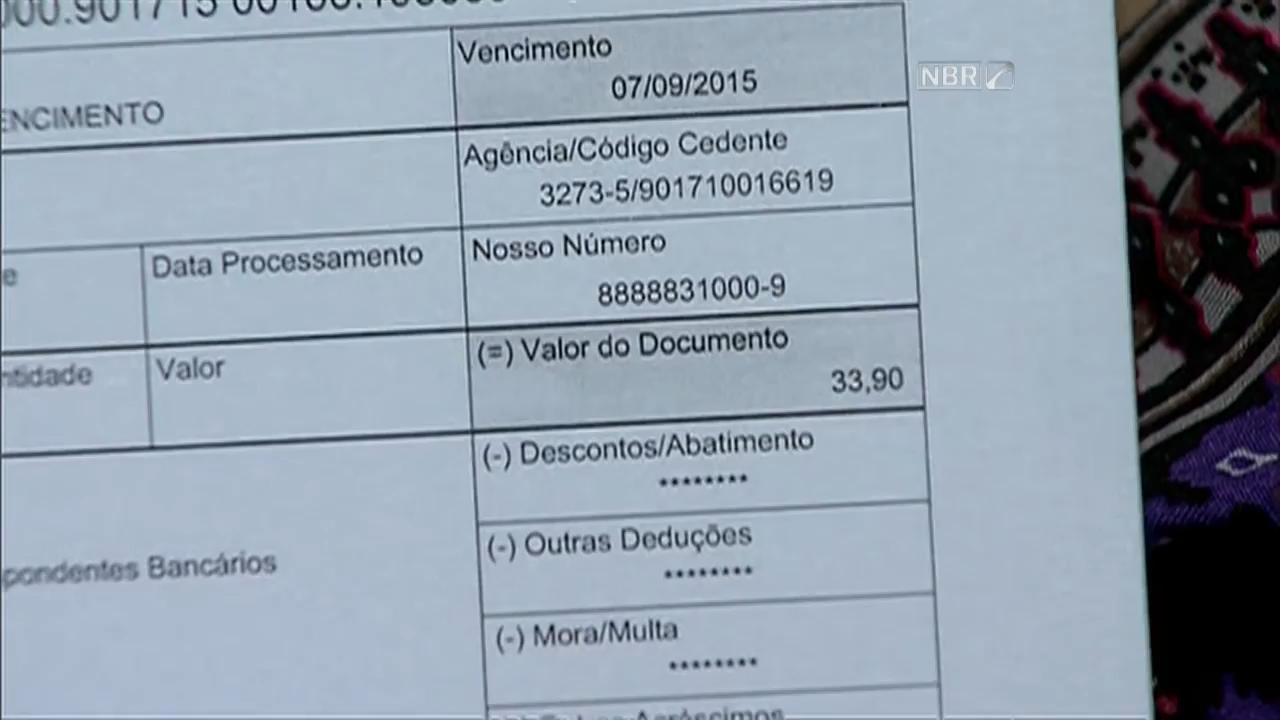 Vencimento
07/09/2015
NBR
ENCIMENTO
Agência/Código Cedente
3273-5/901710016619
Data Processamento
Nosso Número
8888831000-9
e
ntidade
Valor
(=) Valor do Documento
33,90
(-) Descontos/Abatimento
********
(-) Outras Deduções
********
pondentes Bancários
(-) Mora/Multa
********